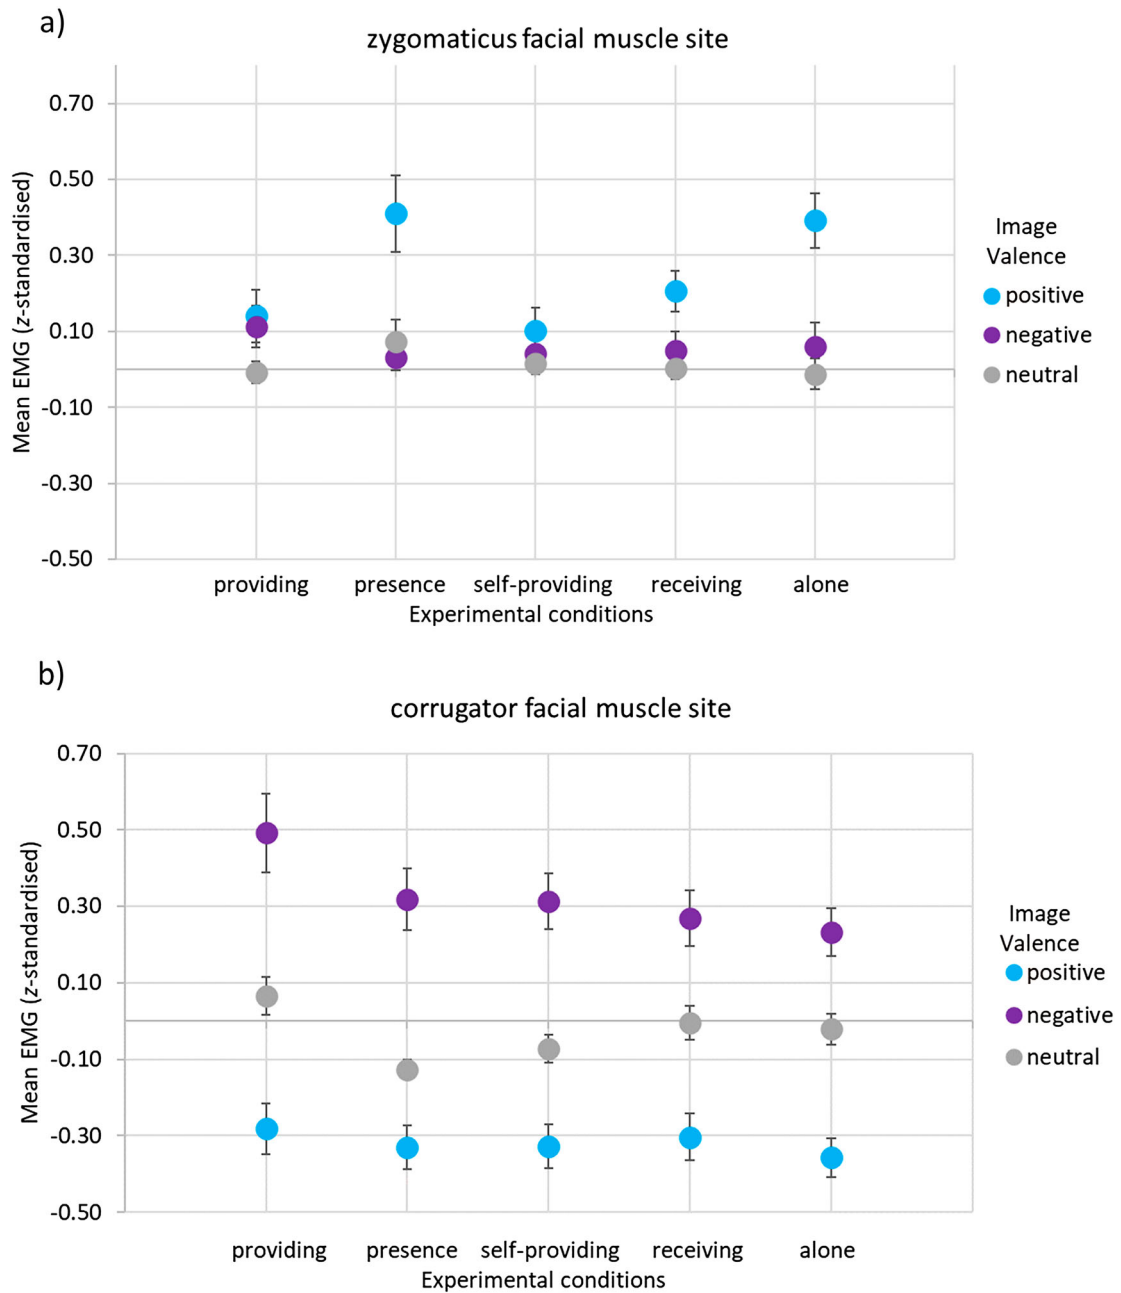 a)
zygomaticus facial muscle site
0.70
0.50
0.30
0.10
-0.10
-0.30
-0.50
Mean EMG (z-standardised)
providing presence self-providing receiving alone
Experimental conditions
Image
Valence
positive
negative
neutral
b)
corrugator facial muscle site
0.70
0.50
0.30
0.10
-0.10
-0.30
-0.50
Mean EMG (z-standardised)
providing presence self-providing receiving alone
Experimental conditions
Image
Valence
positive
negative
neutral